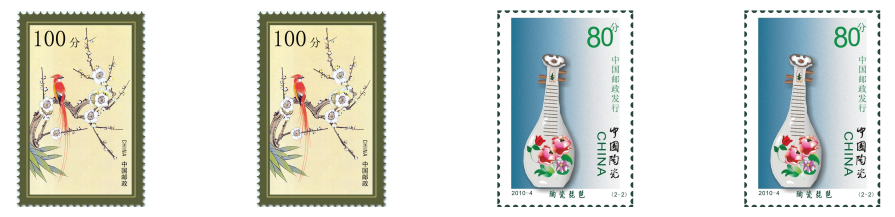 100分
CHINA 中国邮政
100分
CHINA 中国邮政
80分
中国邮政发行
中国陶瓷
CHINA
2010-4 陶瓷琵琶 (2-2)
80分
中国邮政发行
中国陶瓷
CHINA
2010-4 陶瓷琵琶 (2-2)